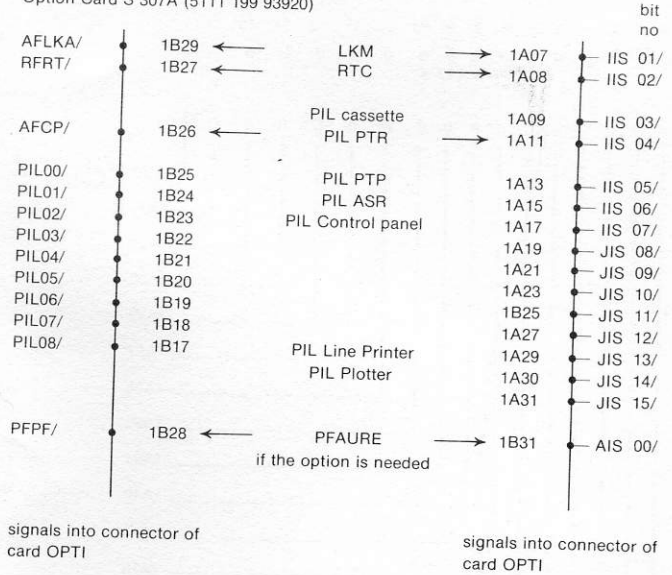 Option Card S 307A (5111 199 93920)
bit
no
AFLKA/ 1B29 LKM 1A07 IIS 01/
RFRT/ 1B27 RTC 1A08 IIS 02/
PIL cassette 1A09 IIS 03/
AFCP/ 1B26 PIL PTR 1A11 IIS 04/
PIL00/ 1B25 PIL PTP 1A13 IIS 05/
PIL01/ 1B24 PIL ASR 1A15 IIS 06/
PIL02/ 1B23 PIL Control panel 1A17 IIS 07/
PIL03/ 1B22 1A19 JIS 08/
PIL04/ 1B21 1A21 JIS 09/
PIL05/ 1B20 1A23 JIS 10/
PIL06/ 1B19 1B25 JIS 11/
PIL07/ 1B18 1A27 JIS 12/
PIL08/ 1B17 PIL Line Printer 1A29 JIS 13/
PIL Plotter 1A30 JIS 14/
1A31 JIS 15/
PFPF/ 1B28 PFAURE 1B31 AIS 00/
if the option is needed
signals into connector of
card OPTI
signals into connector of
card OPTI